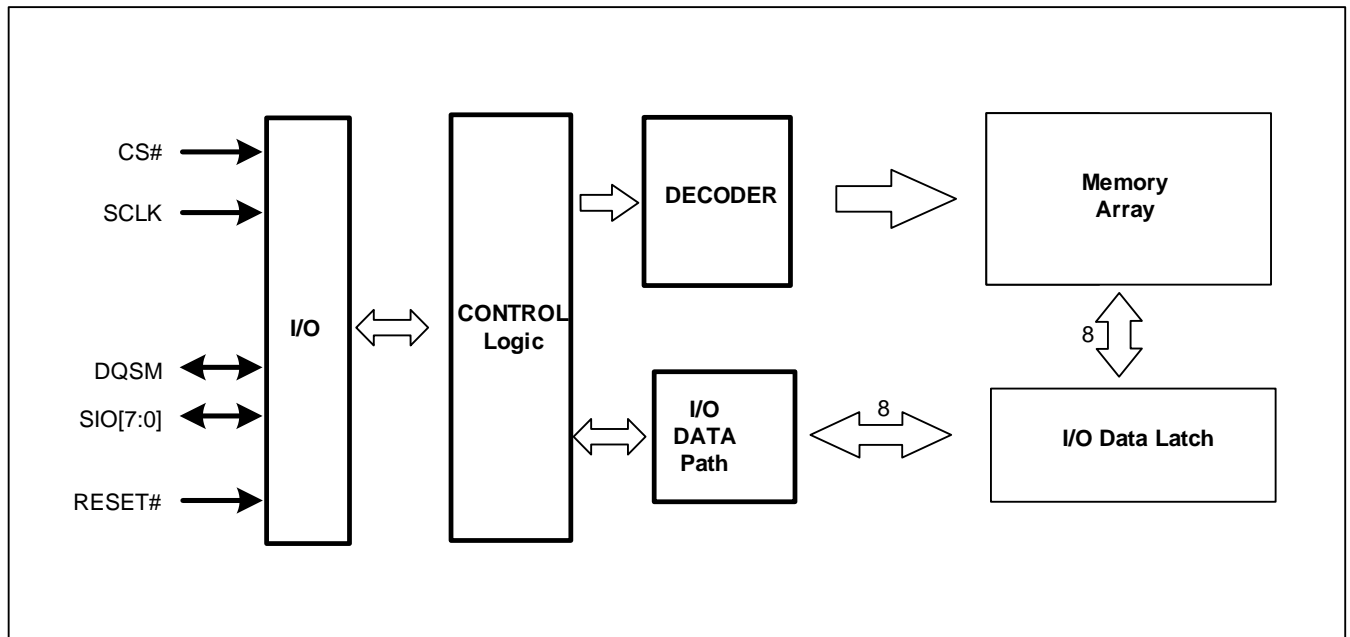 CS#
SCLK
DQSM
SIO[7:0]
RESET#
I/O
CONTROL
Logic
DECODER
I/O
DATA
Path
8
Memory
Array
8
I/O Data Latch